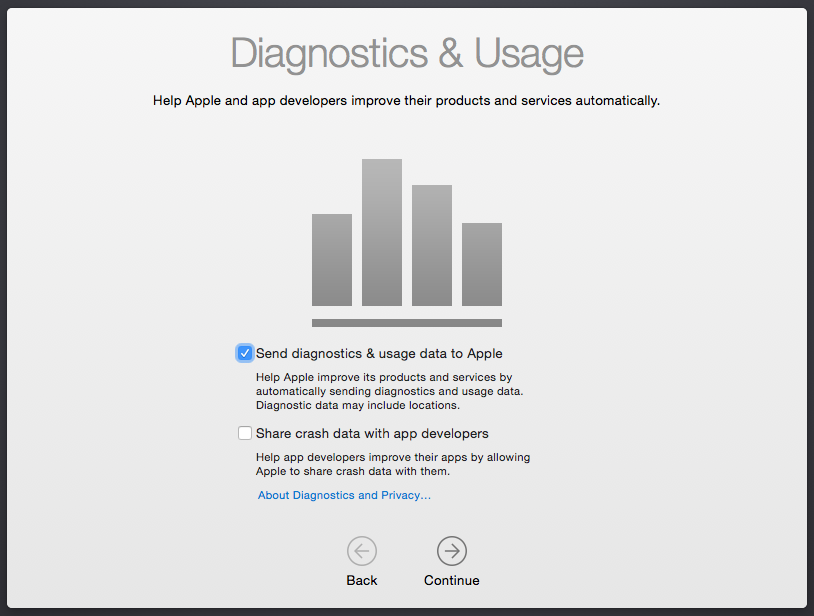 Diagnostics & Usage
Help Apple and app developers improve their products and services automatically.
Send diagnostics & usage data to Apple
Help Apple improve its products and services by
automatically sending diagnostics and usage data.
Diagnostic data may include locations.
Share crash data with app developers
Help app developers improve their apps by allowing
Apple to share crash data with them.
About Diagnostics and Privacy...
Back
Continue